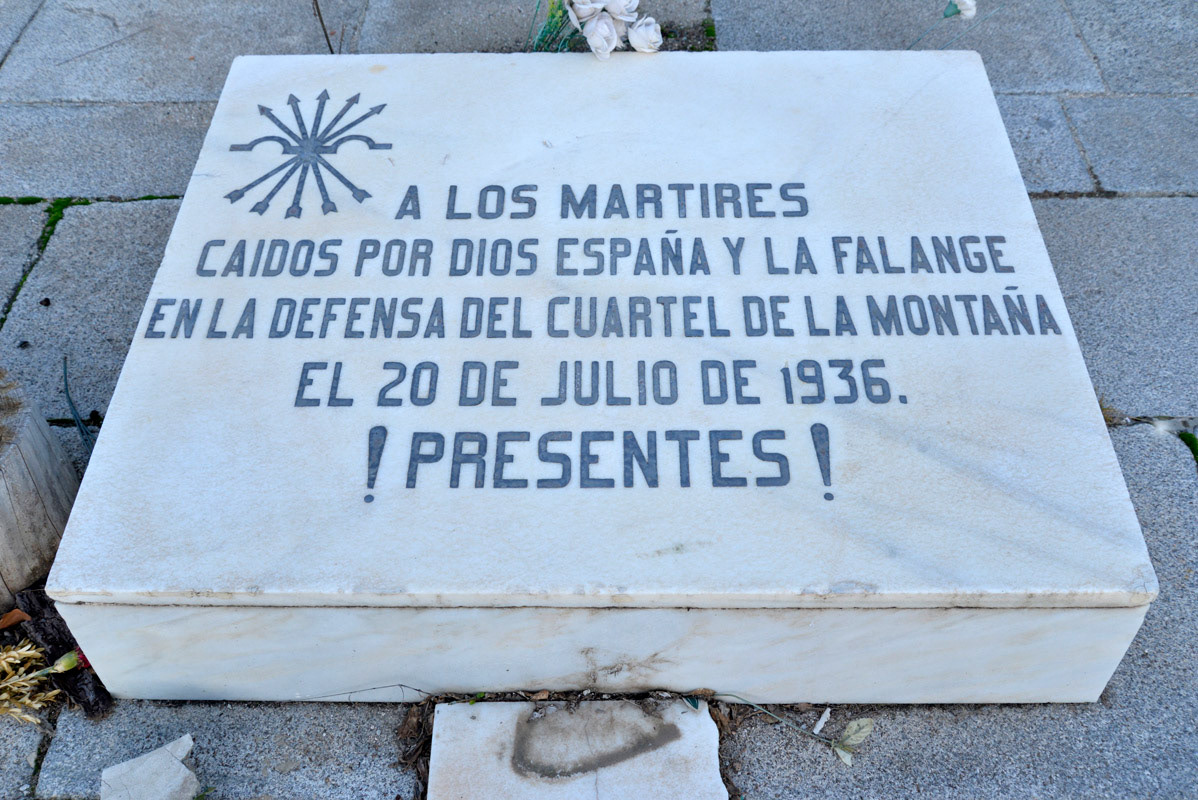 A LOS MARTIRES
CAIDOS POR DIOS ESPAÑA Y LA FALANGE
EN LA DEFENSA DEL CUARTEL DE LA MONTAÑA
EL 20 DE JULIO DE 1936.
! PRESENTES !